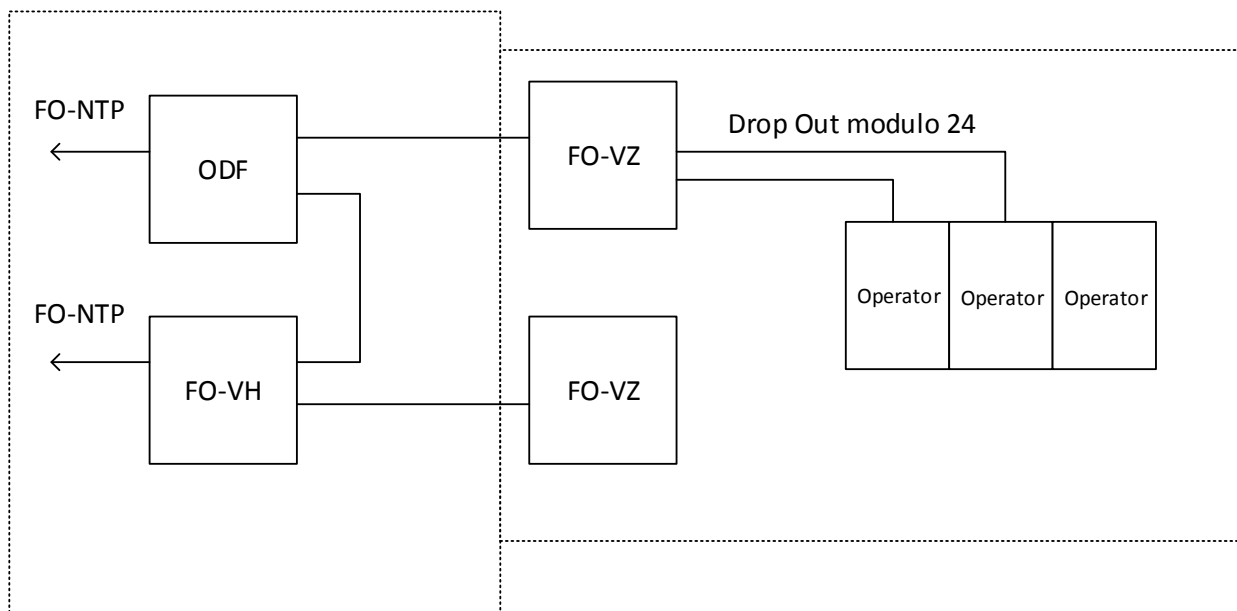 FO-NTP
ODF
FO-VZ
Drop Out modulo 24
Operator
Operator
Operator
FO-NTP
FO-VH
FO-VZ